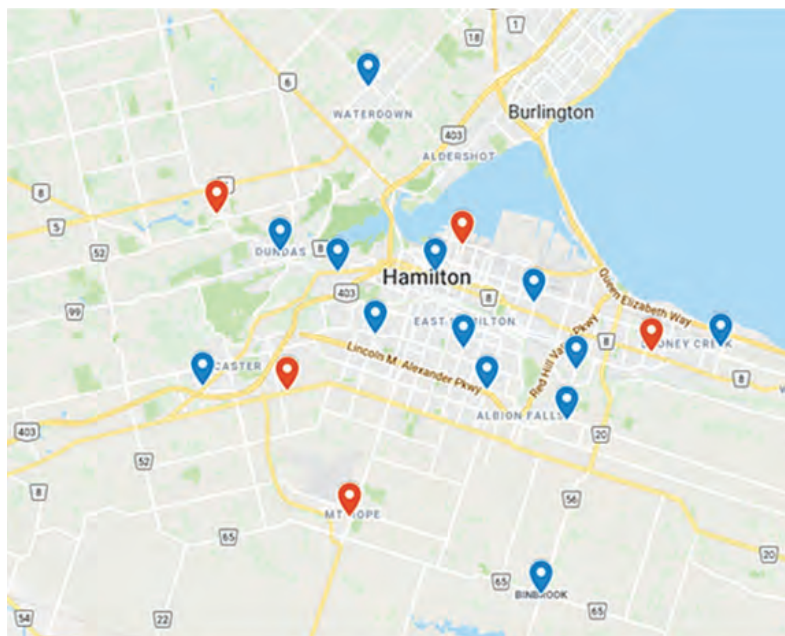 1
18
8
6
Burlington
WATERDOWN
403
ALDERSHOT
8
5
52
DUNDAS
8
Hamilton
403
8
Queen Elizabeth Way
99
EAST HAMILTON
Red Hill Valley Pkwy
8
STONEY CREEK
Lincoln M. Alexander Pkwy
CASTER
8
ALBION FALLS
403
20
52
8
56
MT HOPE
65
20
65
BINBROOK
65
54
22